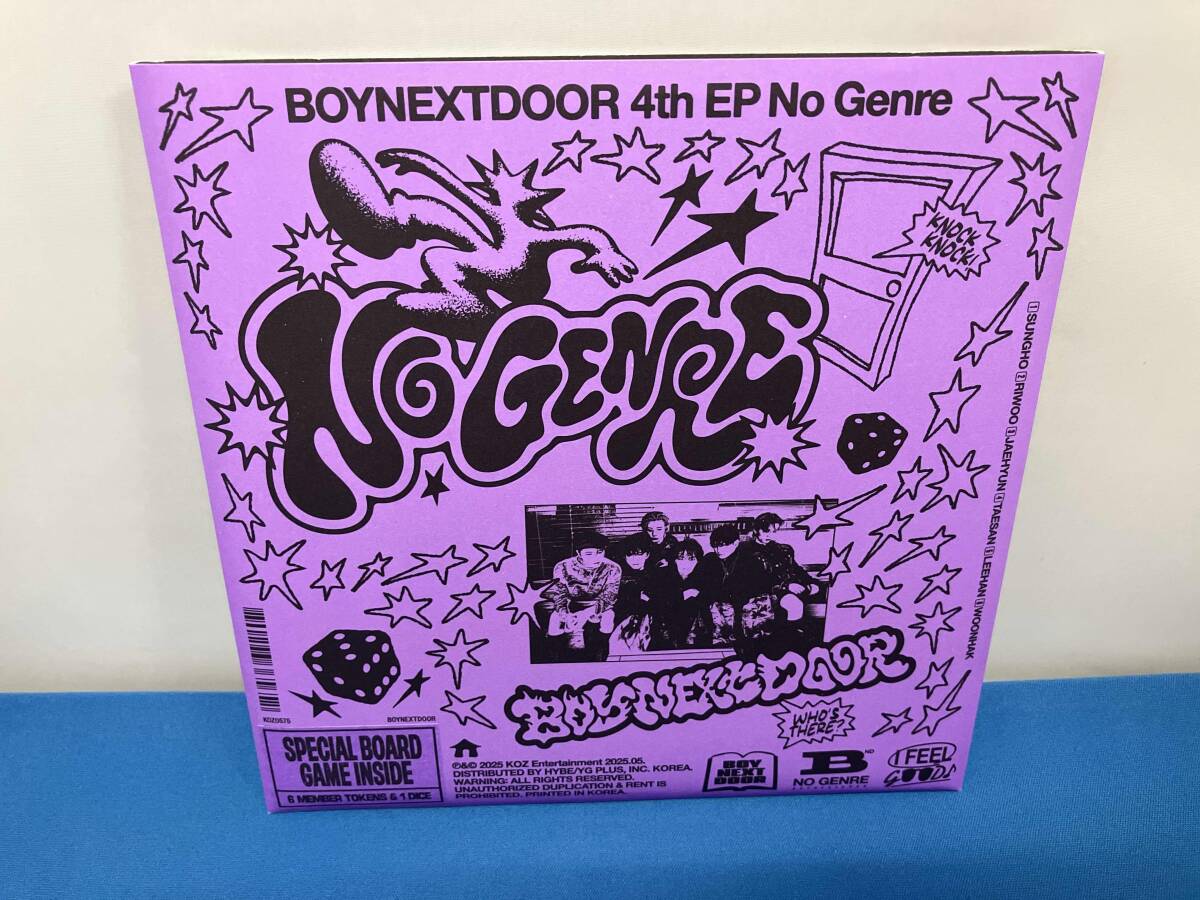 BOYNEXTDOOR 4th EP No Genre
KNOCK
KNOCK!
NO GENRE
1 SUNGHO 2 RIWOO 3 JAEHYUN 4 TAESAN 5 LEEHAN 6 WOONHAK
BOYNEXTDOOR
WHO'S
THERE?
KOZ0575 BOYNEXTDOOR
SPECIAL BOARD
GAME INSIDE
6 MEMBER TOKENS & 1 DICE
℗&© 2025 KOZ Entertainment 2025.05.
DISTRIBUTED BY HYBE/YG PLUS, INC. KOREA.
WARNING: ALL RIGHTS RESERVED.
UNAUTHORIZED DUPLICATION & RENT IS
PROHIBITED. PRINTED IN KOREA.
BOY
NEXT
DOOR
B ND
NO GENRE
I FEEL
GOOD